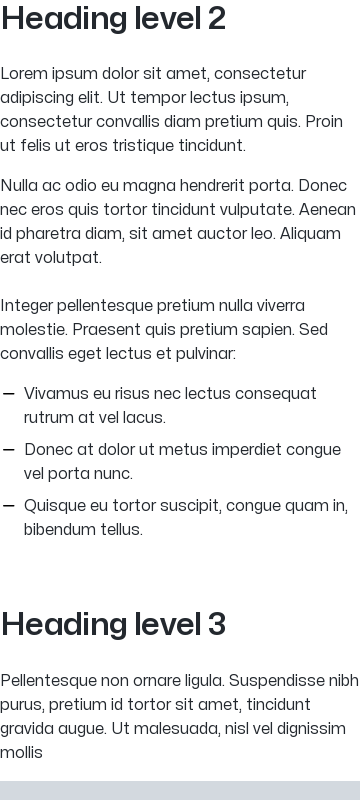 Heading level 2
Lorem ipsum dolor sit amet, consectetur
adipiscing elit. Ut tempor lectus ipsum,
consectetur convallis diam pretium quis. Proin
ut felis ut eros tristique tincidunt.
Nulla ac odio eu magna hendrerit porta. Donec
nec eros quis tortor tincidunt vulputate. Aenean
id pharetra diam, sit amet auctor leo. Aliquam
erat volutpat.
Integer pellentesque pretium nulla viverra
molestie. Praesent quis pretium sapien. Sed
convallis eget lectus et pulvinar:
— Vivamus eu risus nec lectus consequat
rutrum at vel lacus.
— Donec at dolor ut metus imperdiet congue
vel porta nunc.
— Quisque eu tortor suscipit, congue quam in,
bibendum tellus.
Heading level 3
Pellentesque non ornare ligula. Suspendisse nibh
purus, pretium id tortor sit amet, tincidunt
gravida augue. Ut malesuada, nisl vel dignissim
mollis